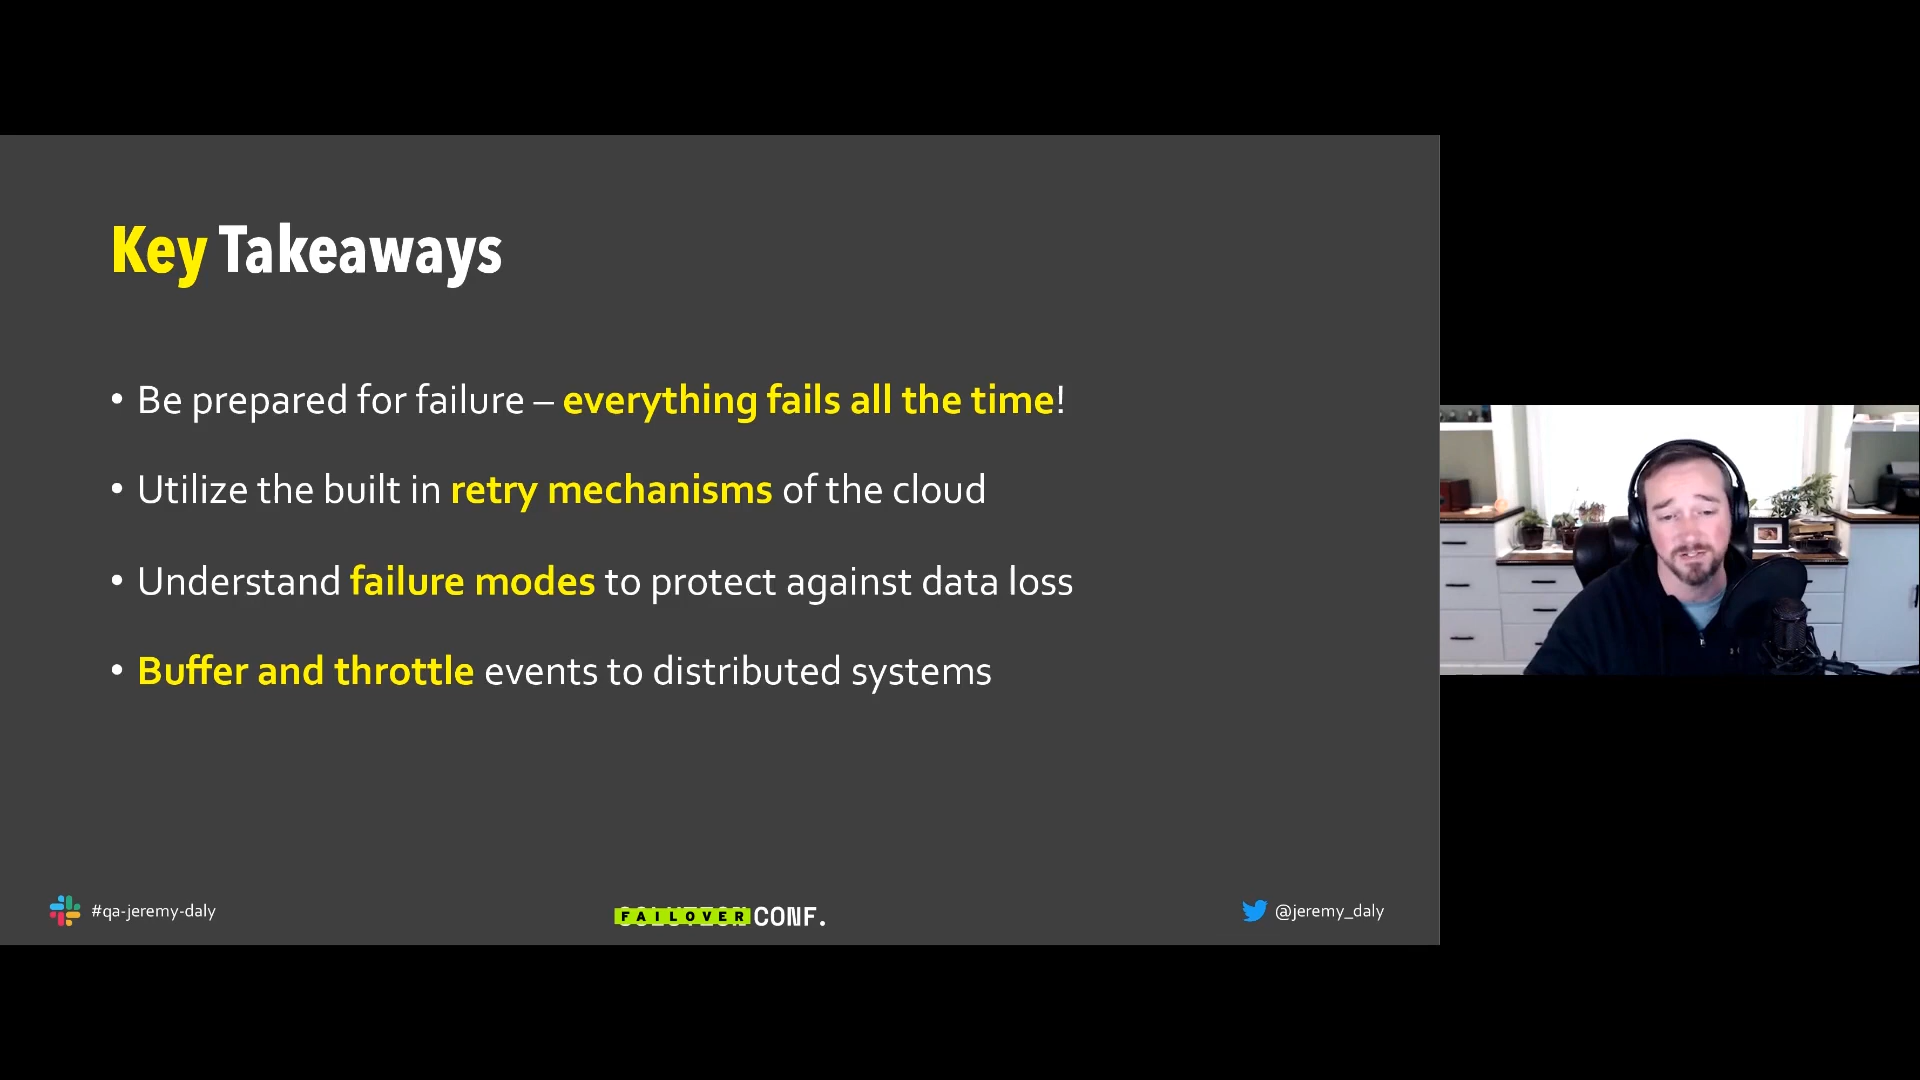 Key Takeaways
• Be prepared for failure – everything fails all the time!
• Utilize the built in retry mechanisms of the cloud
• Understand failure modes to protect against data loss
• Buffer and throttle events to distributed systems
#qa-jeremy-daly
FAILOVER CONF.
@jeremy_daly